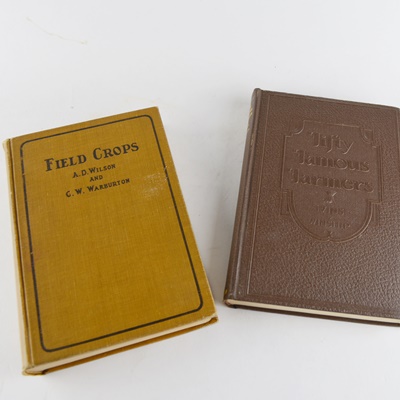 FIELD CROPS
A. D. WILSON
AND
C. W. WARBURTON
Fifty
Famous
Farmers